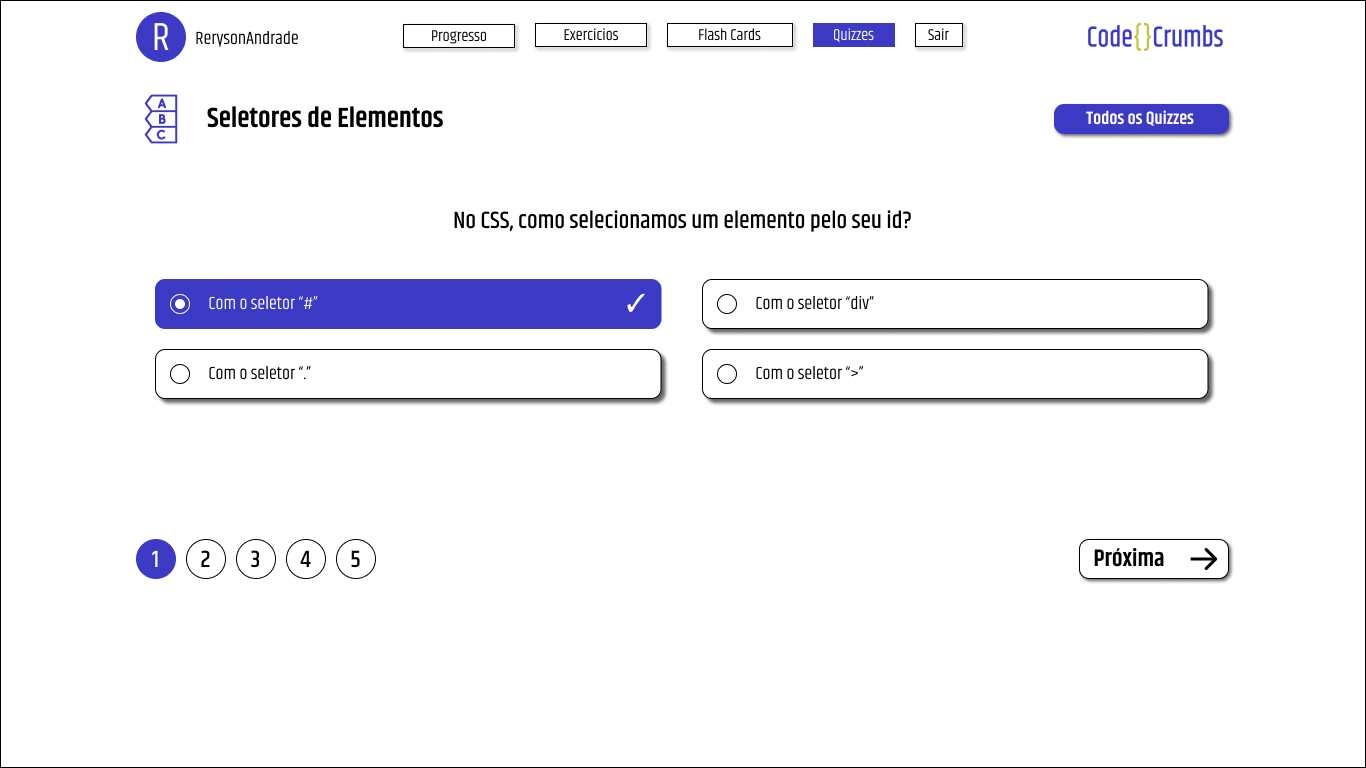 R RerysonAndrade Progresso Exercicios Flash Cards Quizzes Sair Code{}Crumbs
A
B
C
Seletores de Elementos Todos os Quizzes
No CSS, como selecionamos um elemento pelo seu id?
Com o seletor “#” ✓ Com o seletor “div”
Com o seletor “.” Com o seletor “>”
1 2 3 4 5 Próxima →